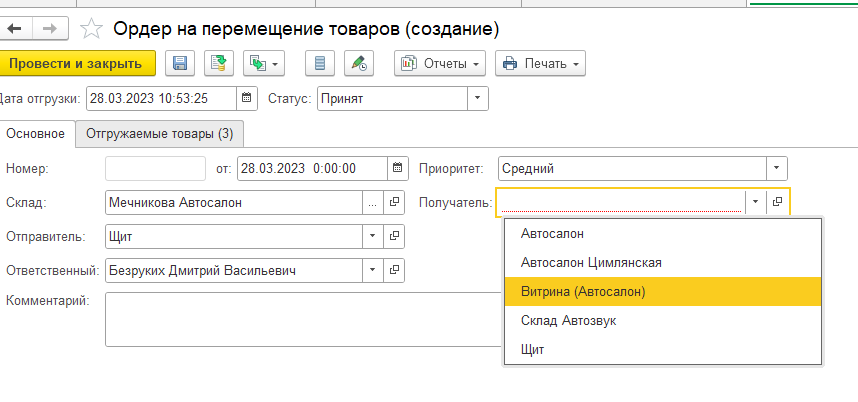 Ордер на перемещение товаров (создание)
Провести и закрыть Отчеты Печать
Дата отгрузки: 28.03.2023 10:53:25 Статус: Принят
Основное Отгружаемые товары (3)
Номер: от: 28.03.2023 0:00:00 Приоритет: Средний
Склад: Мечникова Автосалон ... Получатель:
Отправитель: Щит
Ответственный: Безруких Дмитрий Васильевич
Комментарий:
Автосалон
Автосалон Цимлянская
Витрина (Автосалон)
Склад Автозвук
Щит